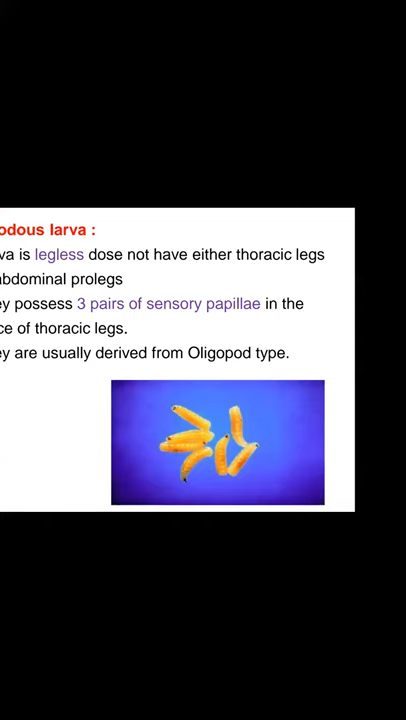 odous larva :
va is legless dose not have either thoracic legs
abdominal prolegs
ey possess 3 pairs of sensory papillae in the
ce of thoracic legs.
ey are usually derived from Oligopod type.